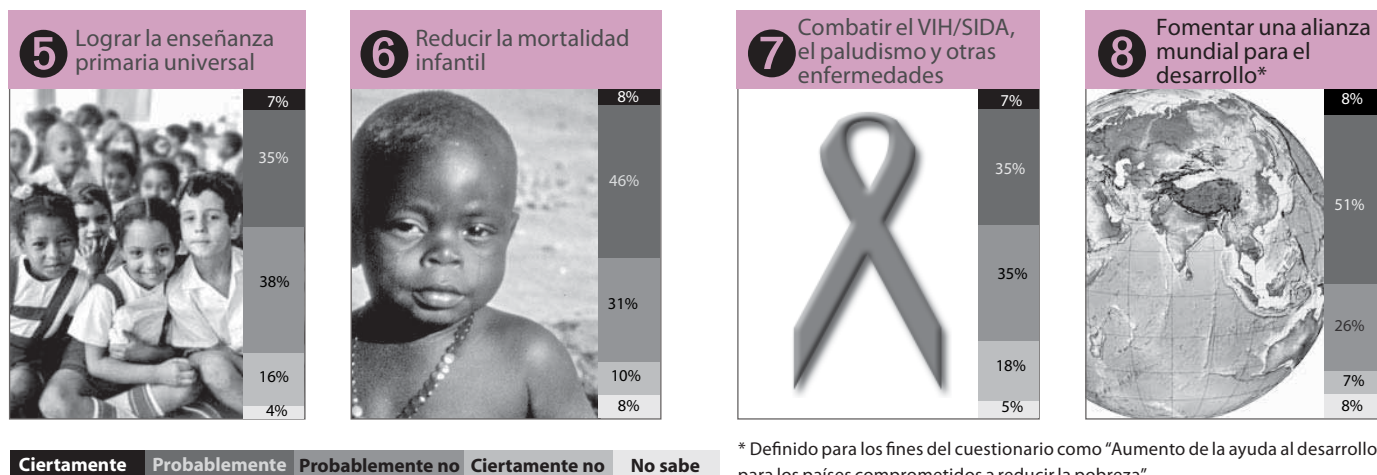 5 Lograr la enseñanza
primaria universal
7%
35%
38%
16%
4%
6 Reducir la mortalidad
infantil
8%
46%
31%
10%
8%
7 Combatir el VIH/SIDA,
el paludismo y otras
enfermedades
7%
35%
35%
18%
5%
8 Fomentar una alianza
mundial para el
desarrollo*
8%
51%
26%
7%
8%
Ciertamente Probablemente Probablemente no Ciertamente no No sabe
* Definido para los fines del cuestionario como “Aumento de la ayuda al desarrollo
para los países comprometidos a reducir la pobreza”